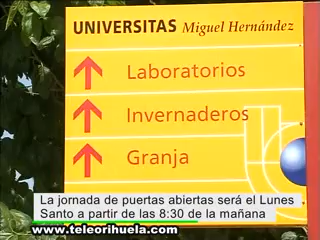 UNIVERSITAS Miguel Hernández
Laboratorios
Invernaderos
Granja
La jornada de puertas abiertas será el Lunes
Santo a partir de las 8:30 de la mañana
www.teleorihuela.com